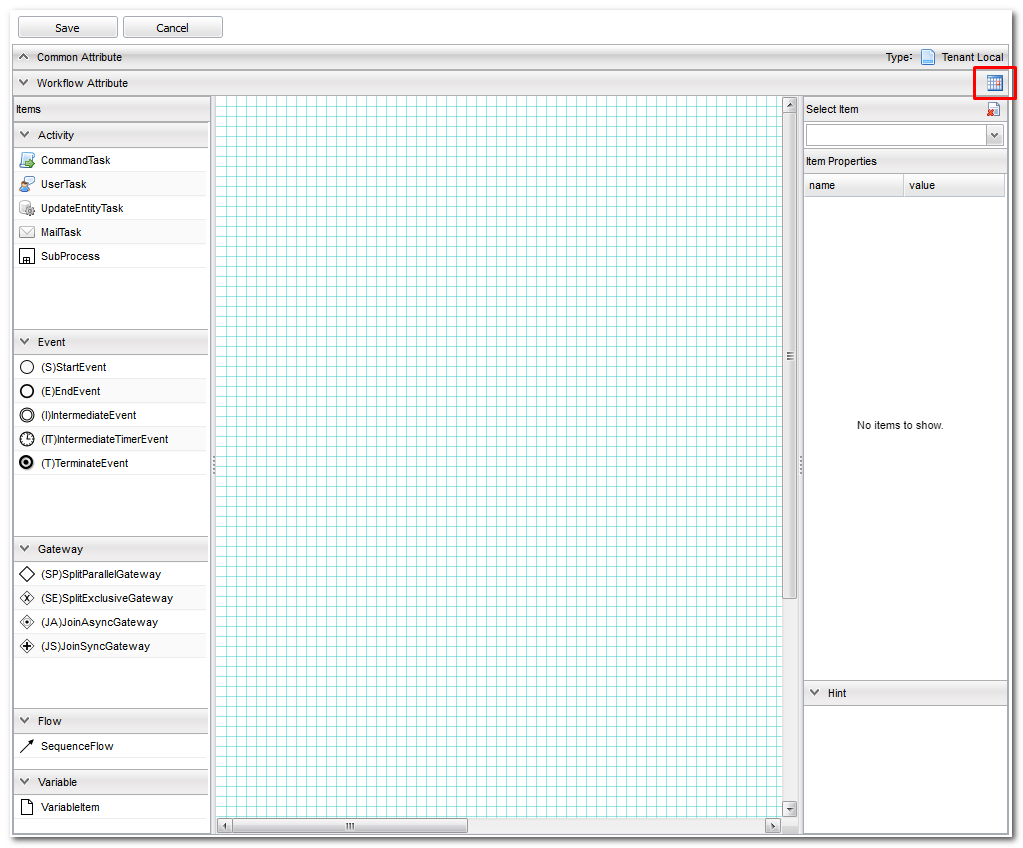 Save Cancel
Common Attribute Type: Tenant Local
Workflow Attribute
Items
Activity
CommandTask
UserTask
UpdateEntityTask
MailTask
SubProcess
Event
(S)StartEvent
(E)EndEvent
(I)IntermediateEvent
(IT)IntermediateTimerEvent
(T)TerminateEvent
Gateway
(SP)SplitParallelGateway
(SE)SplitExclusiveGateway
(JA)JoinAsyncGateway
(JS)JoinSyncGateway
Flow
SequenceFlow
Variable
VariableItem
Select Item
Item Properties
name value
No items to show.
Hint